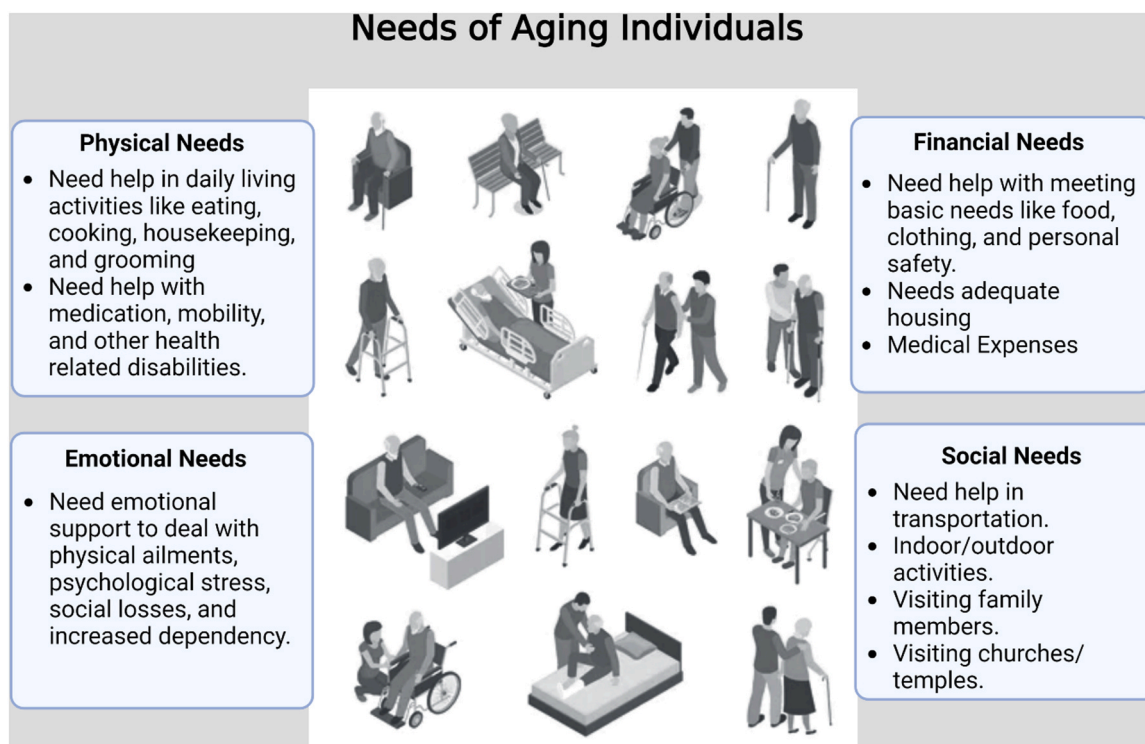 Needs of Aging Individuals
Physical Needs
• Need help in daily living
activities like eating,
cooking, housekeeping,
and grooming
• Need help with
medication, mobility,
and other health
related disabilities.
Emotional Needs
• Need emotional
support to deal with
physical ailments,
psychological stress,
social losses, and
increased dependency.
Financial Needs
• Need help with meeting
basic needs like food,
clothing, and personal
safety.
• Needs adequate
housing
• Medical Expenses
Social Needs
• Need help in
transportation.
• Indoor/outdoor
activities.
• Visiting family
members.
• Visiting churches/
temples.